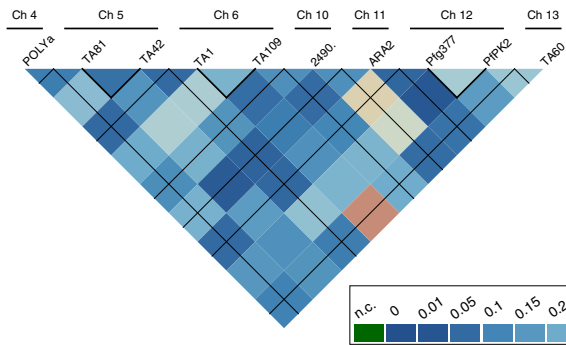 Ch 4 Ch 5 Ch 6 Ch 10 Ch 11 Ch 12 Ch 13
POLYa TA81 TA42 TA1 TA109 2490. ARA2 Pfg377 PfPK2 TA60
n.c. 0 0.01 0.05 0.1 0.15 0.2